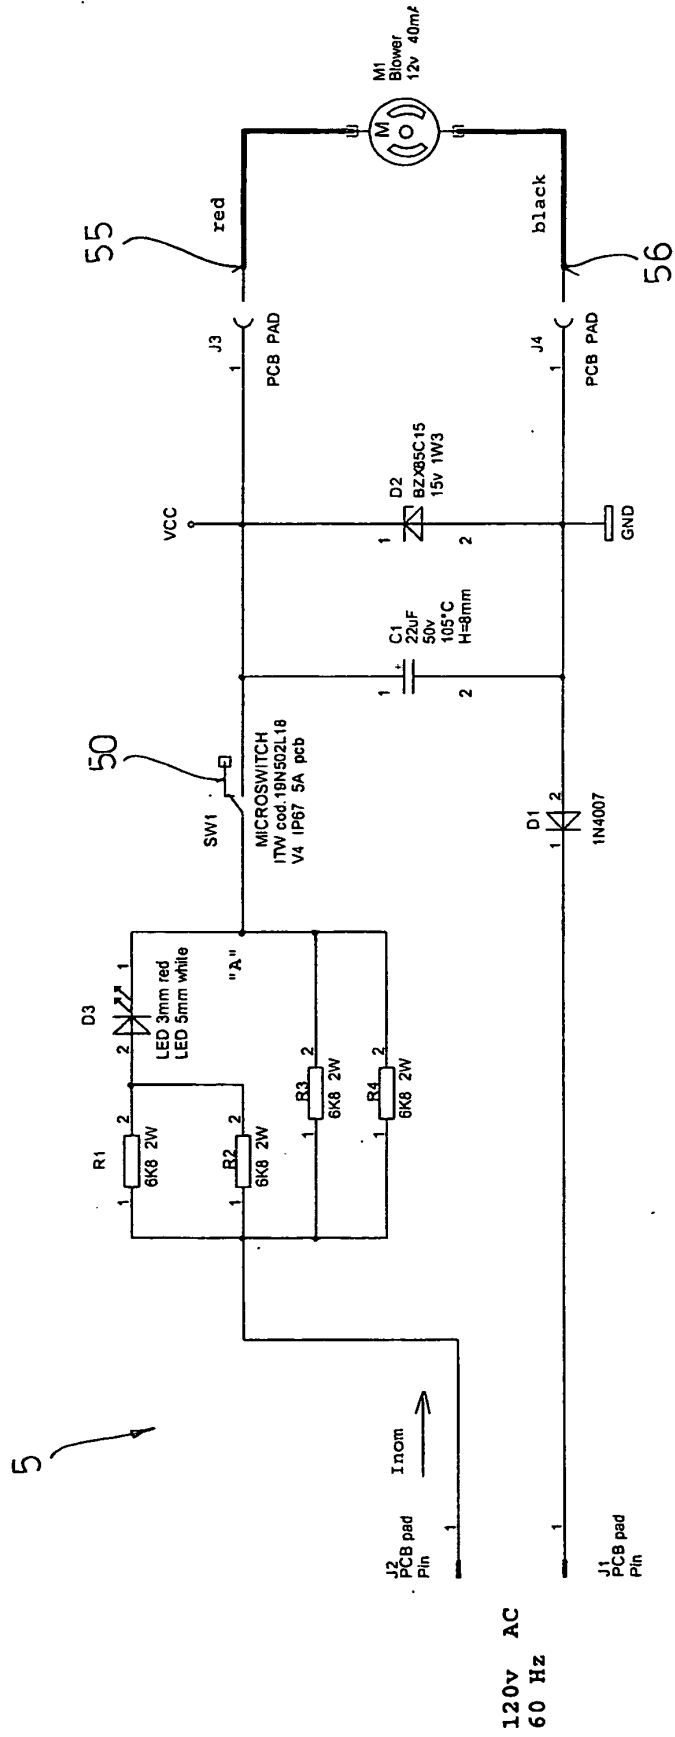 5
120v AC
60 Hz
J2
PCB pad
Pin
1
Inom
J1
PCB pad
Pin
1
R1
1
2
6K8 2W
R2
1
2
6K8 2W
R3
1
2
6K8 2W
R4
1
2
6K8 2W
D3
2
1
LED 3mm red
LED 5mm white
"A"
SW1
50
MICROSWITCH
ITW cod.19N502L18
V4 IP67 5A pcb
D1
1
2
1N4007
C1
22uF
50v
105°C
H=8mm
+
1
2
VCC
D2
BZX85C15
15v 1W3
1
2
GND
J3
1
PCB PAD
J4
1
PCB PAD
55
red
black
56
M
M1
Blower
12v 40mA